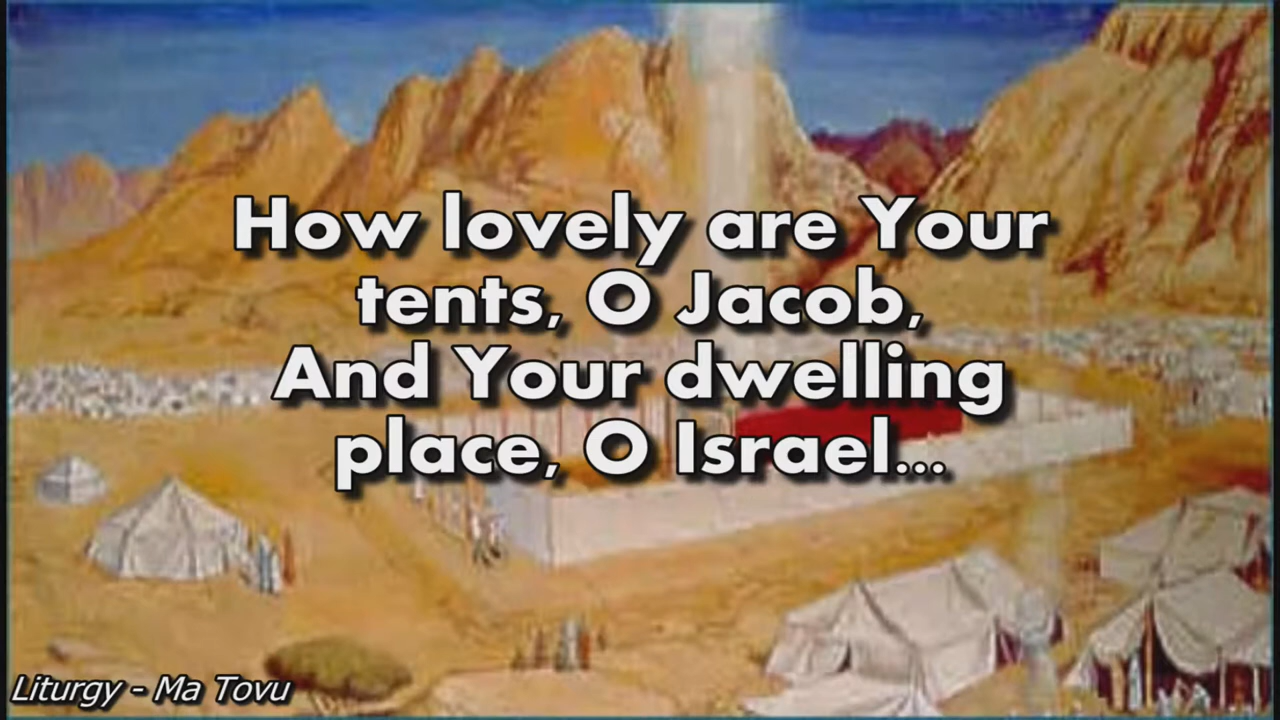 How lovely are Your
tents, O Jacob,
And Your dwelling
place, O Israel...
Liturgy - Ma Tovu